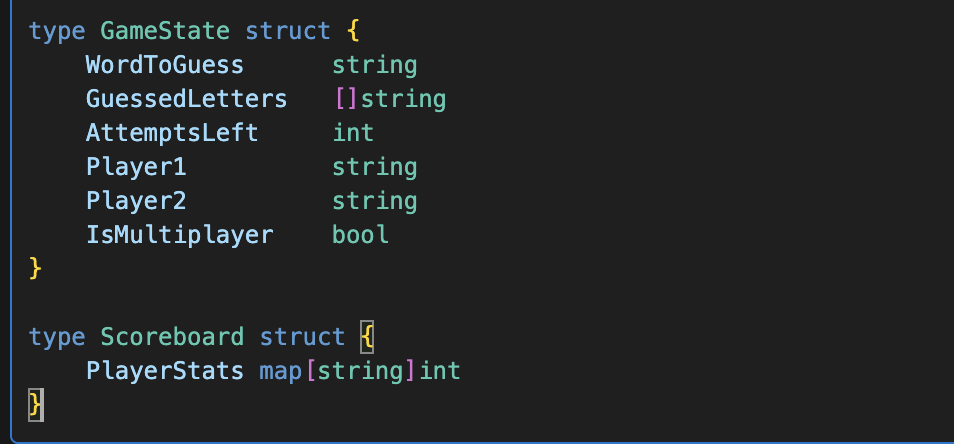 type GameState struct {
    WordToGuess      string
    GuessedLetters   []string
    AttemptsLeft     int
    Player1          string
    Player2          string
    IsMultiplayer    bool
}

type Scoreboard struct {
    PlayerStats map[string]int
}